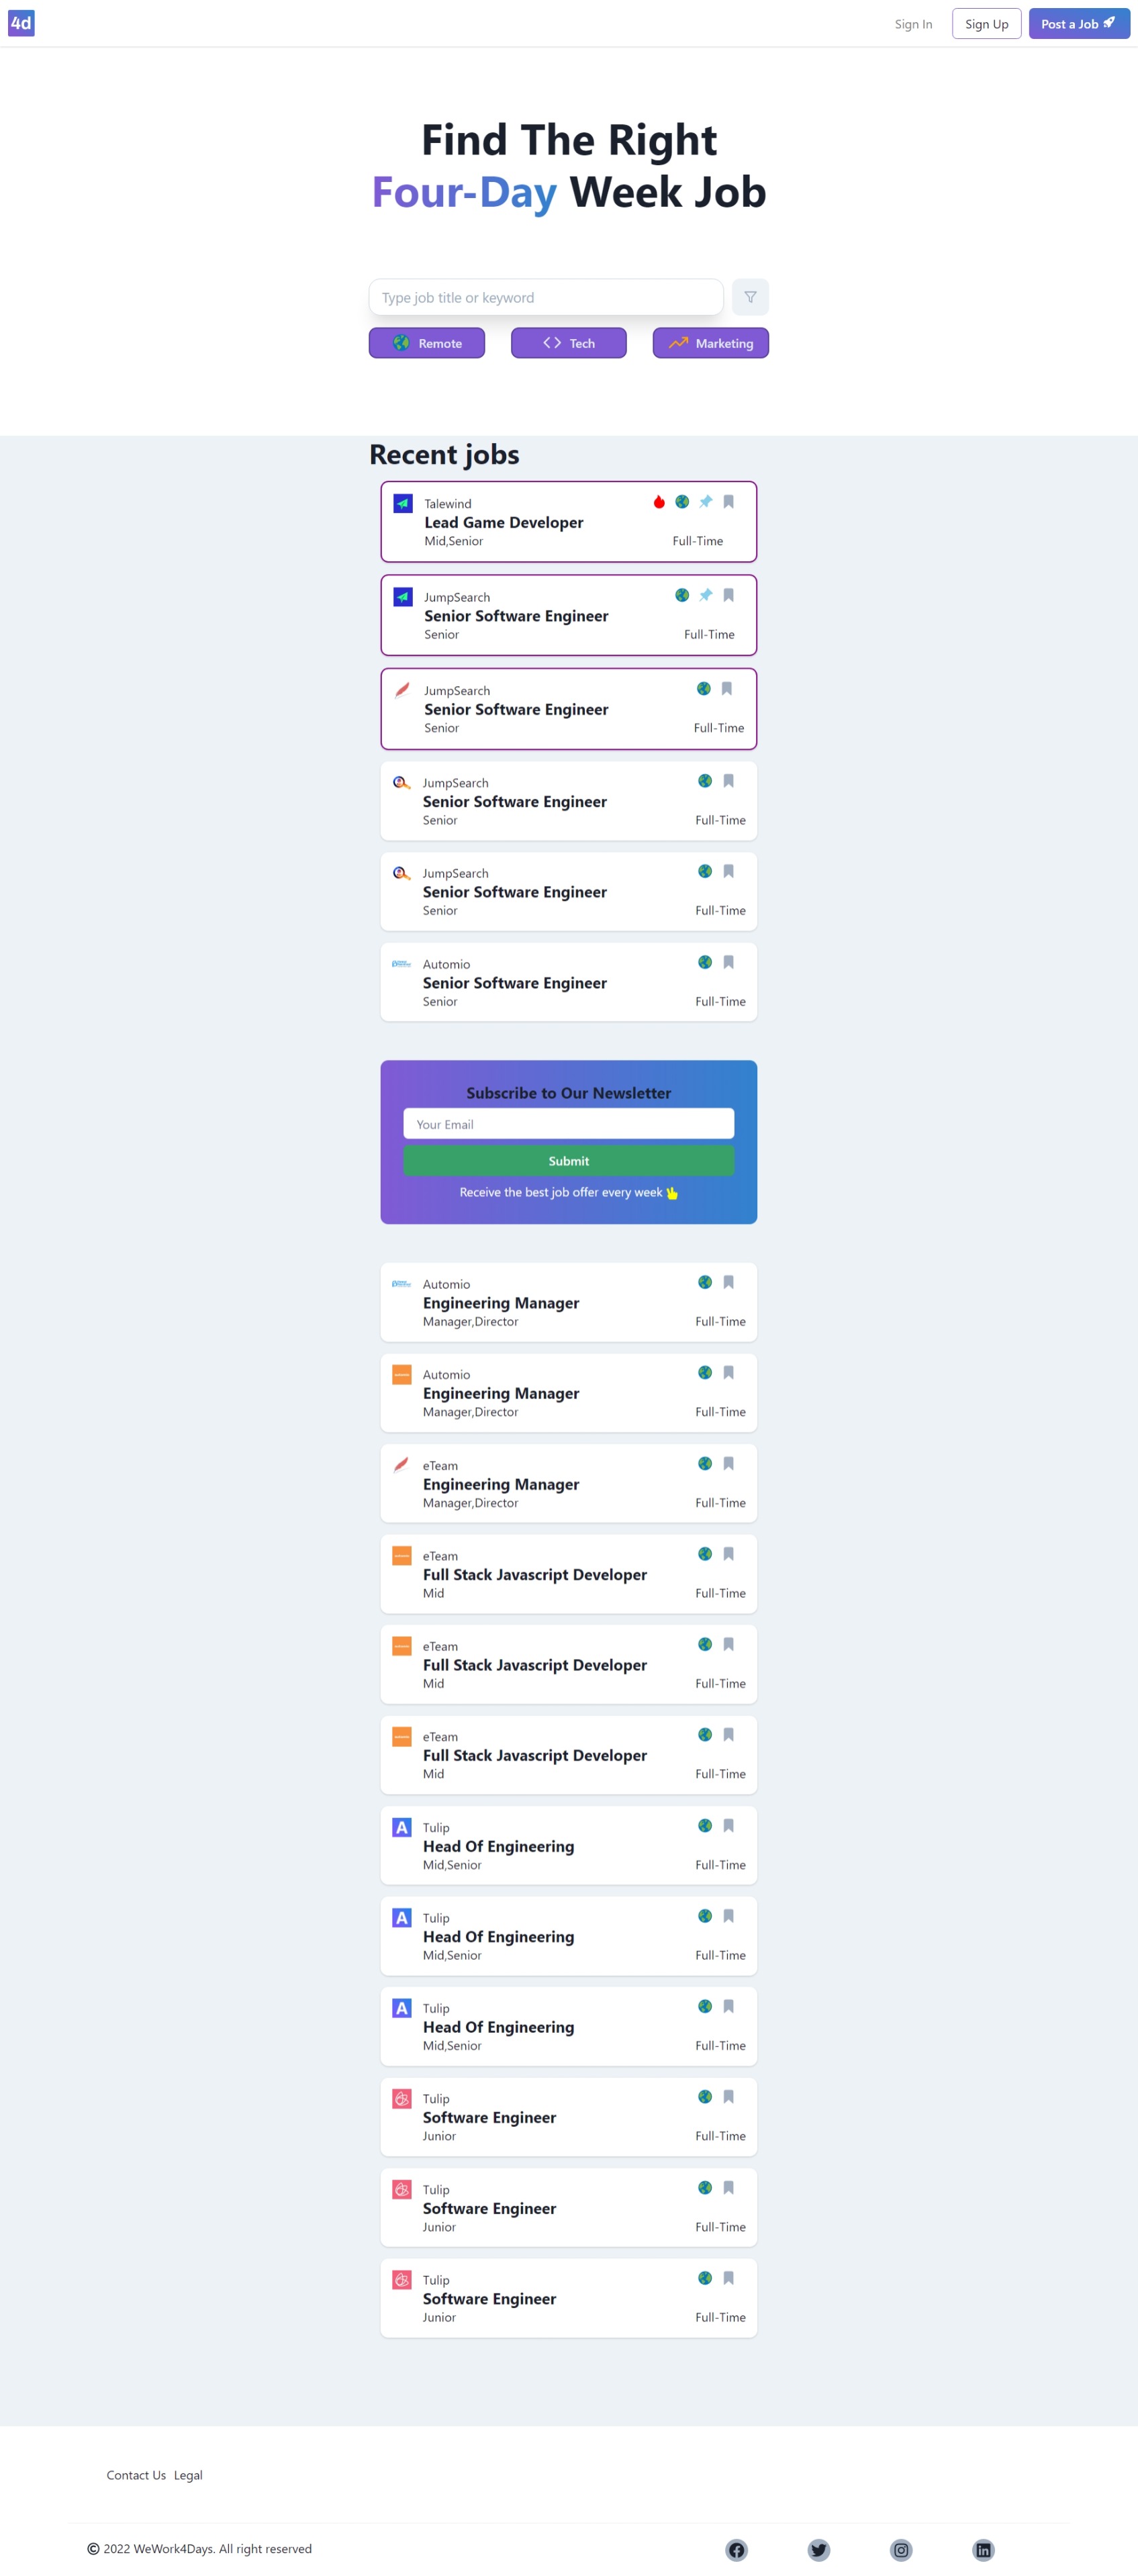 4d
Sign In
Sign Up
Post a Job
Find The Right
Four-Day Week Job
Type job title or keyword
Remote
Tech
Marketing
Recent jobs
Talewind
Lead Game Developer
Mid,Senior
Full-Time
JumpSearch
Senior Software Engineer
Senior
Full-Time
JumpSearch
Senior Software Engineer
Senior
Full-Time
JumpSearch
Senior Software Engineer
Senior
Full-Time
JumpSearch
Senior Software Engineer
Senior
Full-Time
Automio
Senior Software Engineer
Senior
Full-Time
Subscribe to Our Newsletter
Your Email
Submit
Receive the best job offer every week
Automio
Engineering Manager
Manager,Director
Full-Time
Automio
Engineering Manager
Manager,Director
Full-Time
eTeam
Engineering Manager
Manager,Director
Full-Time
eTeam
Full Stack Javascript Developer
Mid
Full-Time
eTeam
Full Stack Javascript Developer
Mid
Full-Time
eTeam
Full Stack Javascript Developer
Mid
Full-Time
A
Tulip
Head Of Engineering
Mid,Senior
Full-Time
A
Tulip
Head Of Engineering
Mid,Senior
Full-Time
A
Tulip
Head Of Engineering
Mid,Senior
Full-Time
Tulip
Software Engineer
Junior
Full-Time
Tulip
Software Engineer
Junior
Full-Time
Tulip
Software Engineer
Junior
Full-Time
Contact Us Legal
© 2022 WeWork4Days. All right reserved